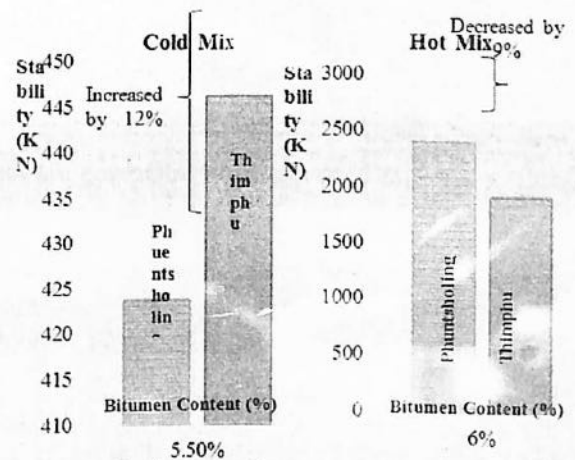 Cold Mix
Sta
bili
ty (K
N)
450
445
440
435
430
425
422
420
415
410
Increased
by 12%
Ph
ue
nts
ho
lin
Th
im
ph
u
Bitumen Content (%)
5.50%
Hot Mix
Decreased by
9%
Sta
bili
ty (K
N)
3000
2500
2000
1500
1000
500
0
Phuntsholing
Thimphu
Bitumen Content (%)
6%